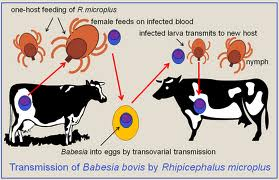 one-host feeding of R.microplus
female feeds on infected blood
infected larva transmits to new host
nymph
Babesia into eggs by transovarial transmission
Transmission of Babesia bovis by Rhipicephalus microplus